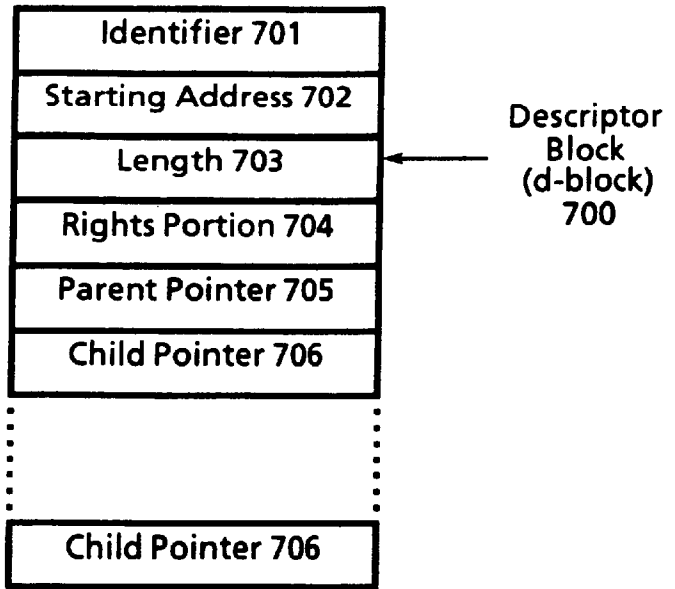 Identifier 701
Starting Address 702
Length 703
Rights Portion 704
Parent Pointer 705
Child Pointer 706
Child Pointer 706
Descriptor
Block
(d-block)
700